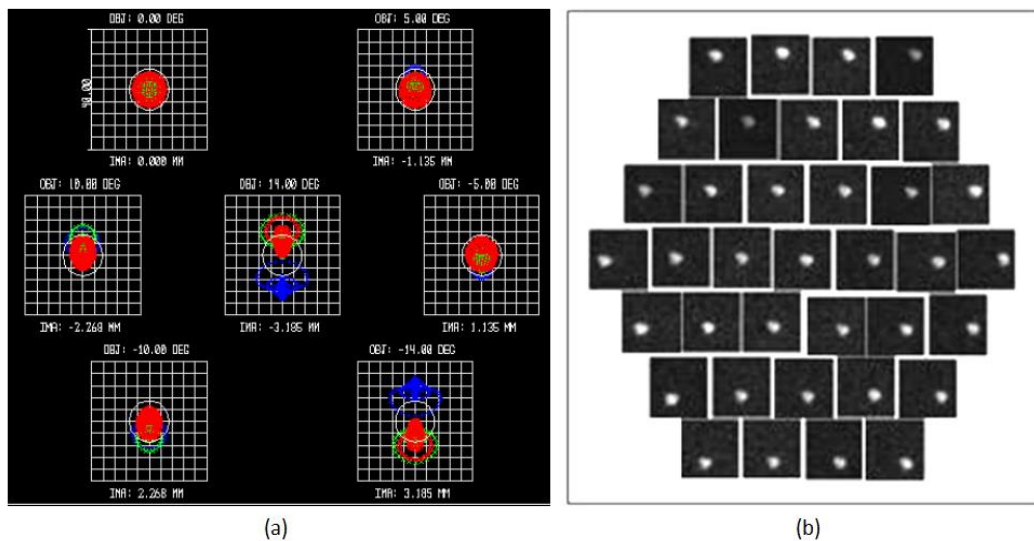 OBJ: 0.00 DEG
OBJ: 5.00 DEG
40.00
IMA: 0.000 MM
IMA: -1.135 MM
OBJ: 10.00 DEG
OBJ: 14.00 DEG
OBJ: -5.00 DEG
IMA: -2.268 MM
IMA: -3.185 MM
IMA: 1.135 MM
OBJ: -10.00 DEG
OBJ: -14.00 DEG
IMA: 2.268 MM
IMA: 3.185 MM
(a)
(b)